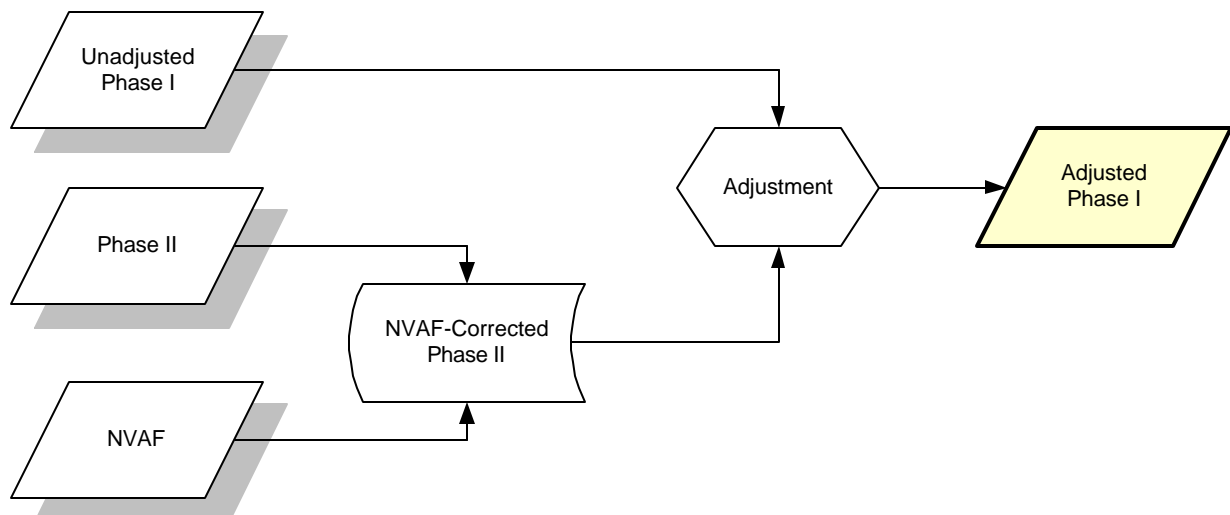 Unadjusted
Phase I
Phase II
NVAF
NVAF-Corrected
Phase II
Adjustment
Adjusted
Phase I